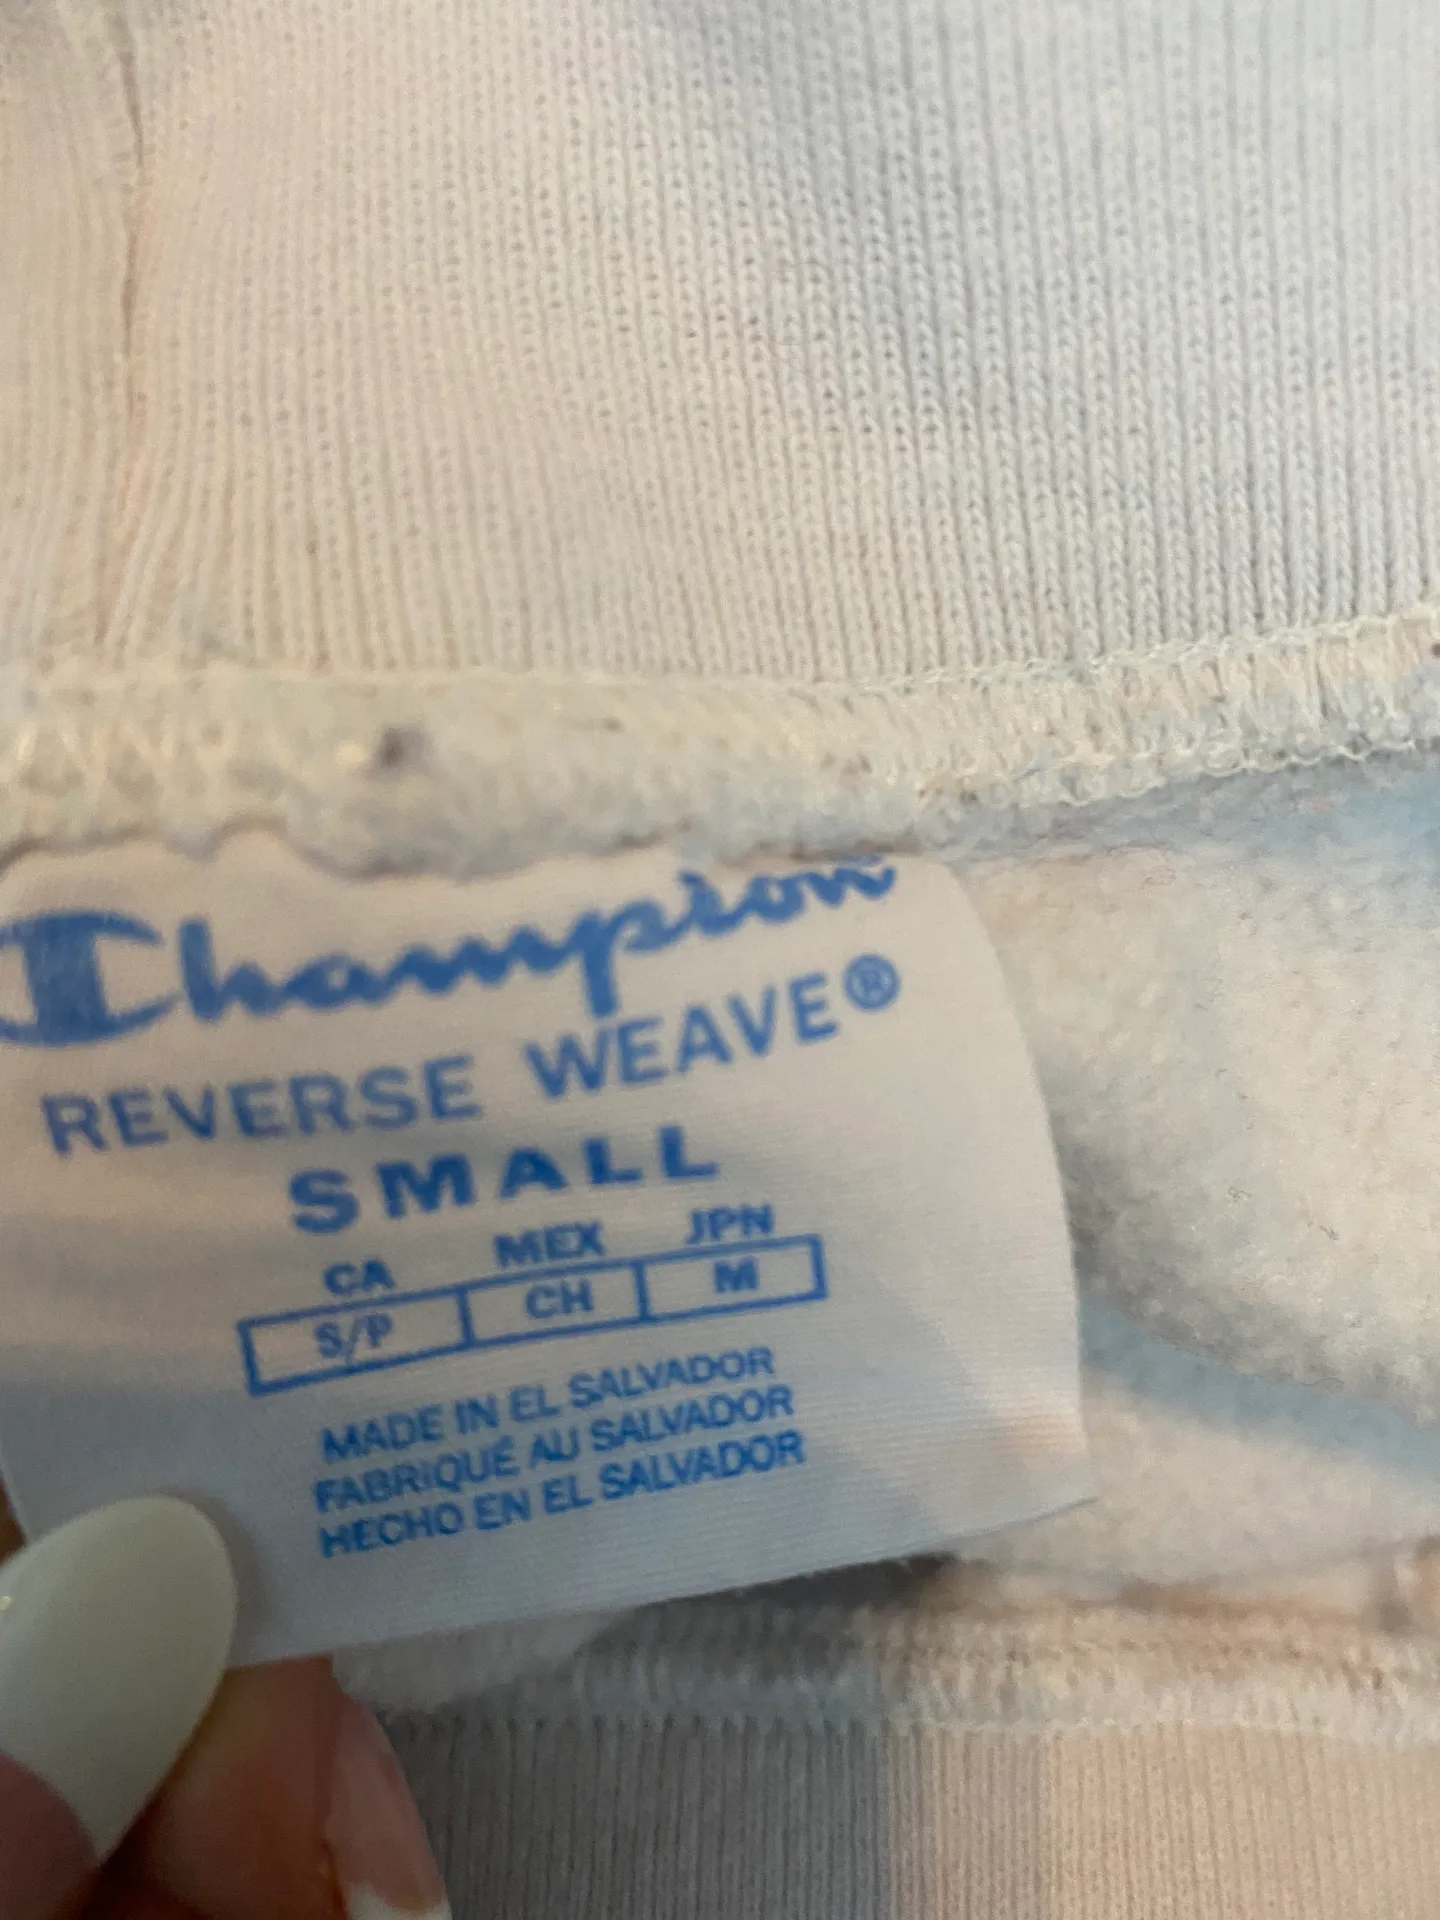 Champion
REVERSE WEAVE®
SMALL
CA MEX JPN
S/P CH M
MADE IN EL SALVADOR
FABRIQUÉ AU SALVADOR
HECHO EN EL SALVADOR